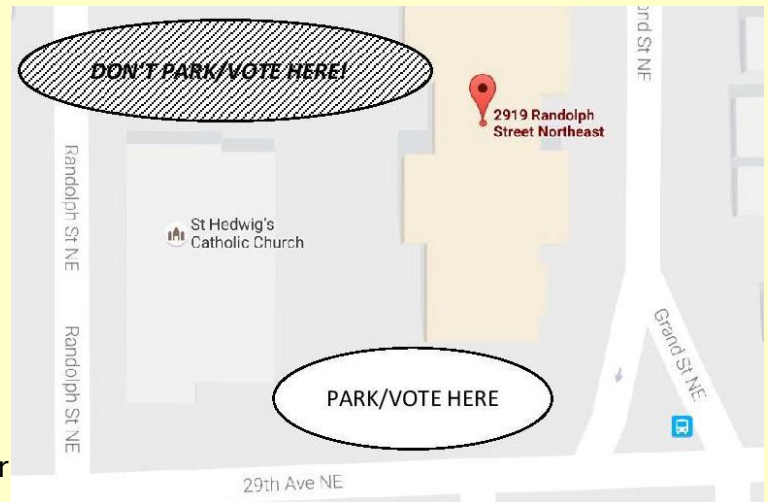 DON'T PARK/VOTE HERE!
ond St NE
2919 Randolph
Street Northeast
Randolph St NE
St Hedwig's
Catholic Church
Randolph St NE
Grand St NE
PARK/VOTE HERE
r
29th Ave NE